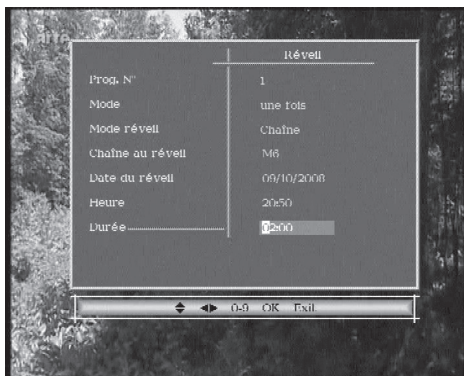 arte
Réveil
Prog. N° 1
Mode une fois
Mode réveil Chaîne
Chaîne au réveil M6
Date du réveil 09/10/2008
Heure 20:50
Durée 02:00
0-9 OK Exit